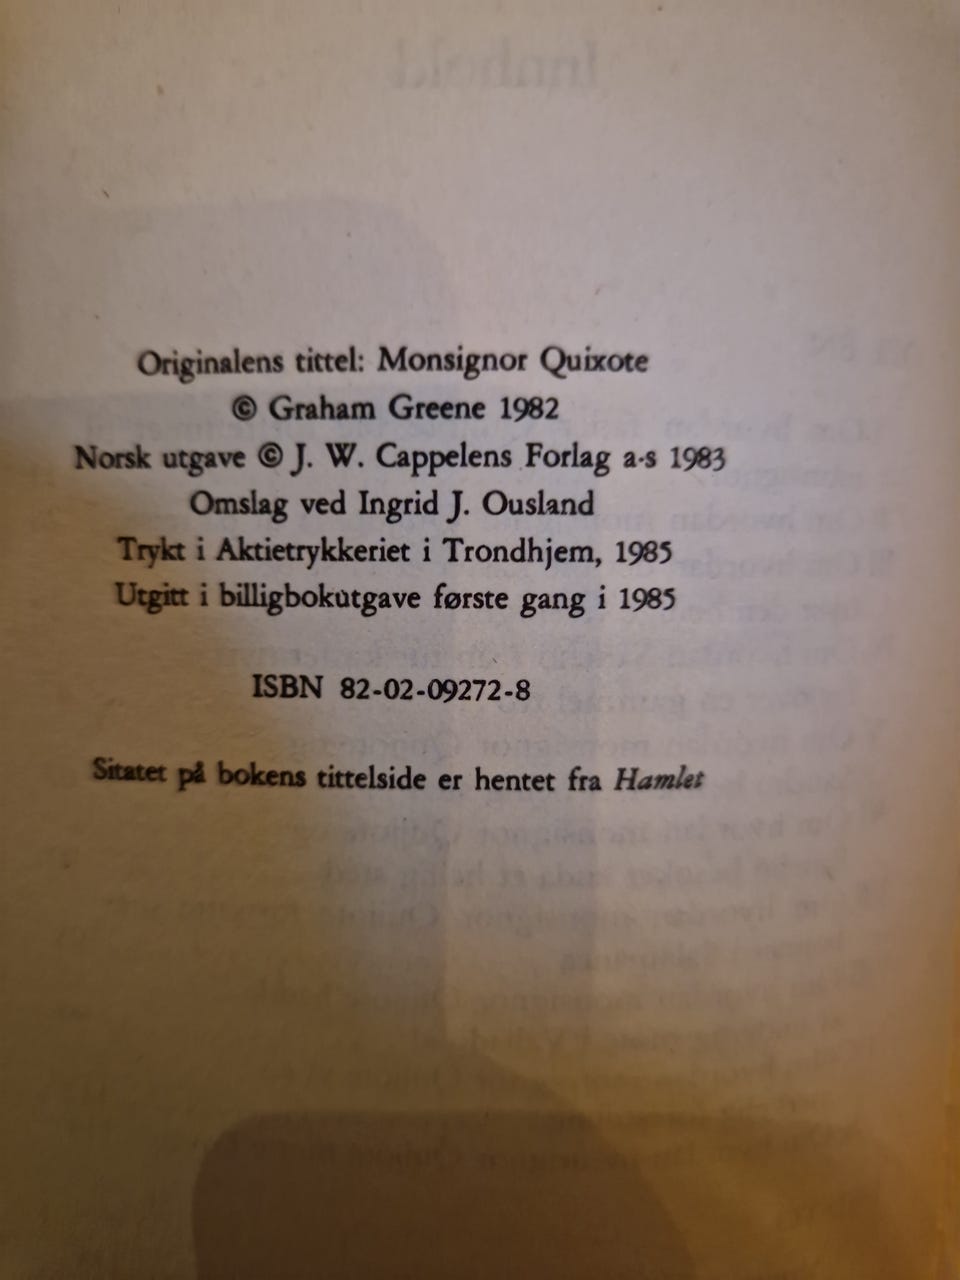 Originalens tittel: Monsignor Quixote
© Graham Greene 1982
Norsk utgave © J. W. Cappelens Forlag a·s 1983
Omslag ved Ingrid J. Ousland
Trykt i Aktietrykkeriet i Trondhjem, 1985
Utgitt i billigbokutgave første gang i 1985
ISBN 82-02-09272-8
Sitatet på bokens tittelside er hentet fra Hamlet